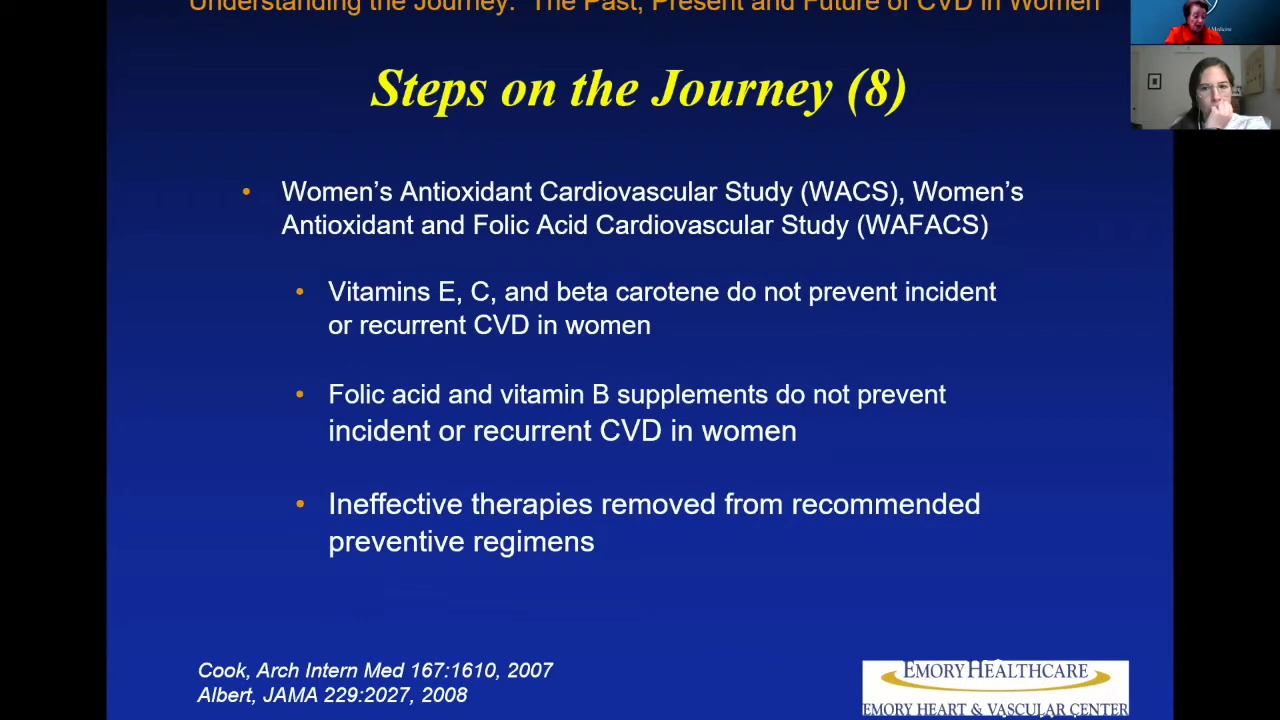 Understanding the Journey: The Past, Present and Future of CVD in Women
Medicine
Steps on the Journey (8)
• Women's Antioxidant Cardiovascular Study (WACS), Women's
Antioxidant and Folic Acid Cardiovascular Study (WAFACS)
• Vitamins E, C, and beta carotene do not prevent incident
or recurrent CVD in women
• Folic acid and vitamin B supplements do not prevent
incident or recurrent CVD in women
• Ineffective therapies removed from recommended
preventive regimens
Cook, Arch Intern Med 167:1610, 2007
Albert, JAMA 229:2027, 2008
EMORY HEALTHCARE
EMORY HEART & VASCULAR CENTER